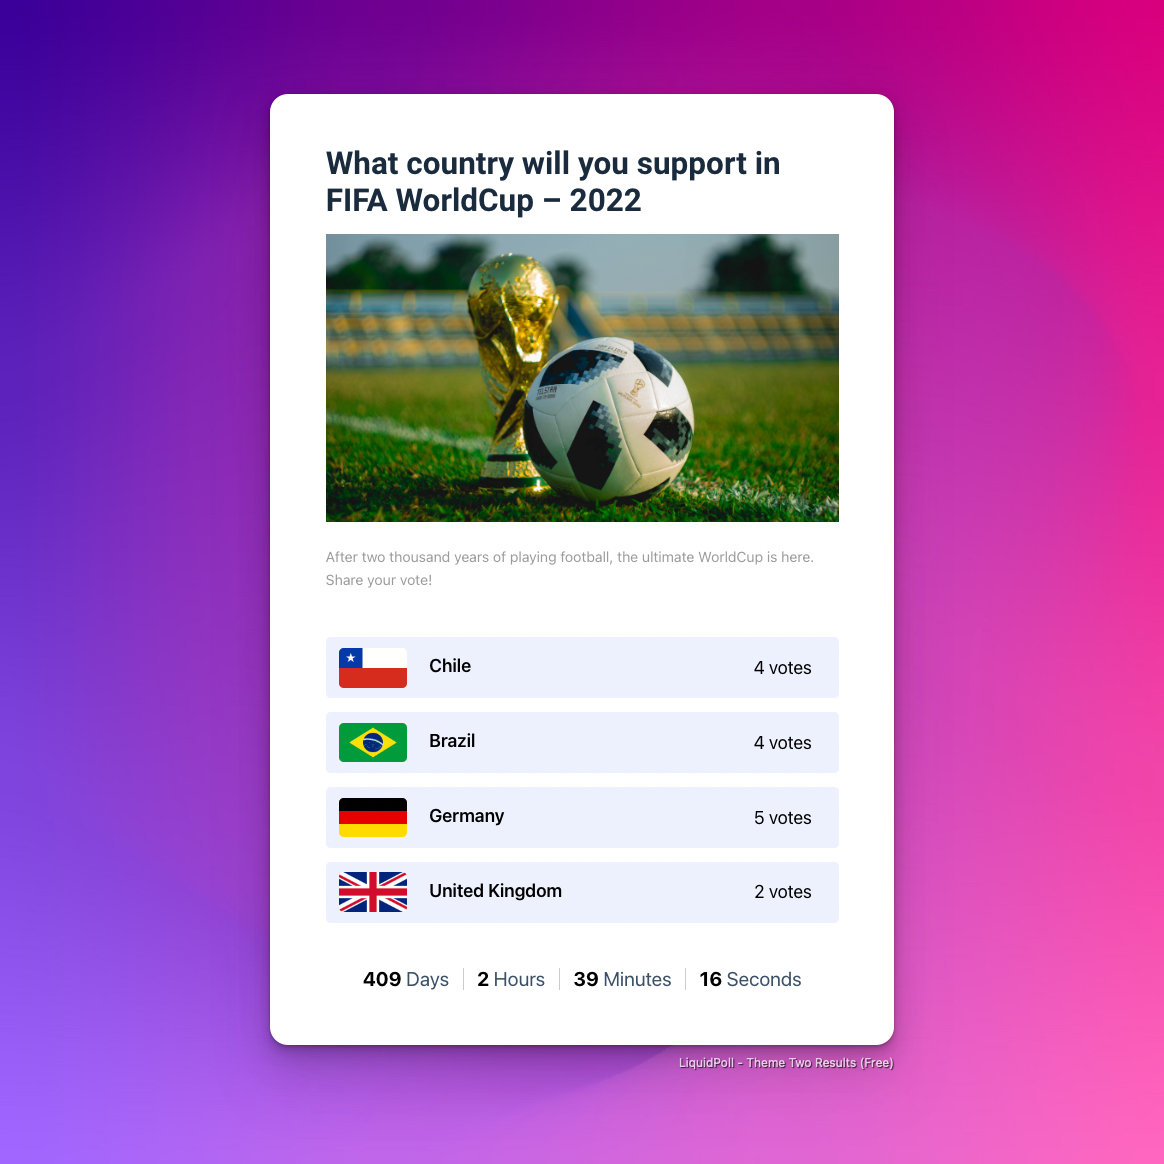 What country will you support in
FIFA WorldCup – 2022
TELSTAR
After two thousand years of playing football, the ultimate WorldCup is here.
Share your vote!
Chile 4 votes
Brazil 4 votes
Germany 5 votes
United Kingdom 2 votes
409 Days 2 Hours 39 Minutes 16 Seconds
LiquidPoll - Theme Two Results (Free)